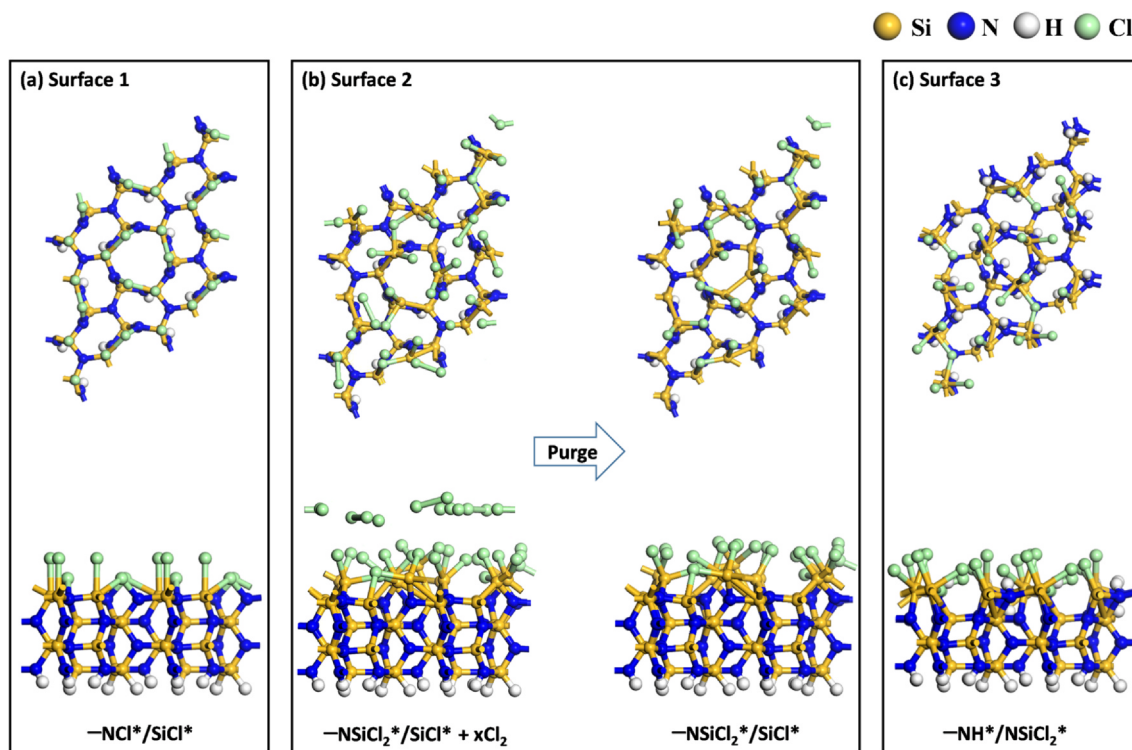 Si N H Cl
(a) Surface 1
(b) Surface 2
(c) Surface 3
Purge
—NCl*/SiCl*
—NSiCl₂*/SiCl* + xCl₂
—NSiCl₂*/SiCl*
—NH*/NSiCl₂*